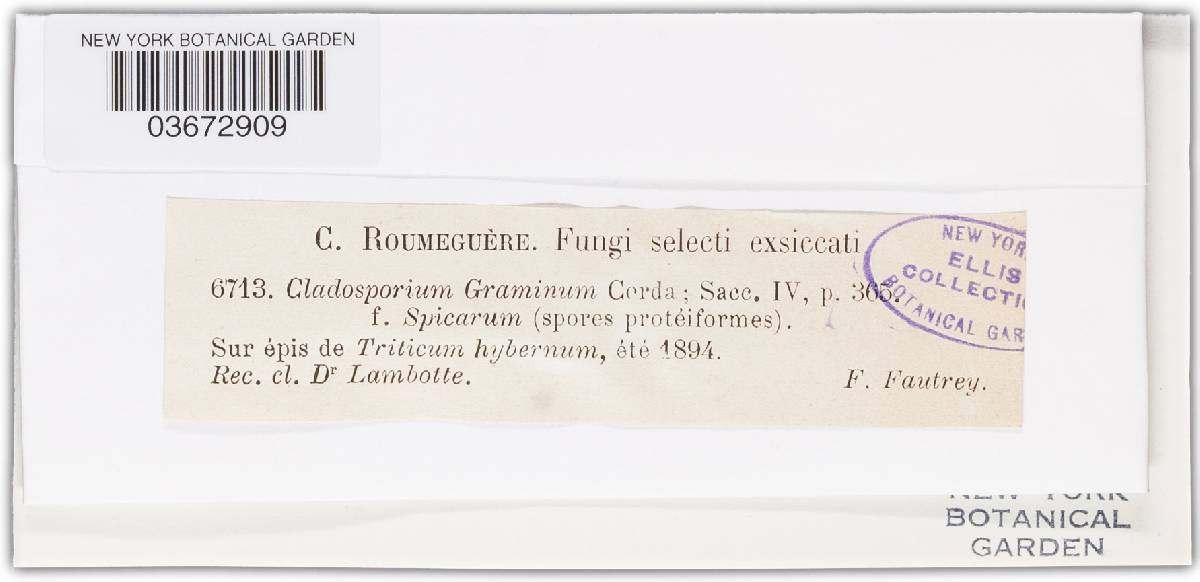 NEW YORK BOTANICAL GARDEN
03672909
C. ROUMEGUÈRE. Fungi selecti exsiccati
6713. Cladosporium Graminum Corda ; Sacc. IV, p. 365.
f. Spicarum (spores protéiformes).
Sur épis de Triticum hybernum, été 1894.
Rec. cl. Dr Lambotte. F. Fautrey.
NEW YOR
ELLIS
COLLECTI
BOTANICAL GAR
NEW YORK
BOTANICAL
GARDEN